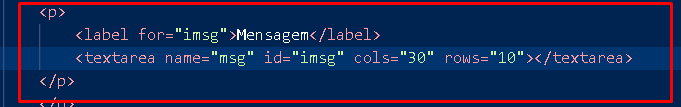 <p>
<label for="imsg">Mensagem</label>
<textarea name="msg" id="imsg" cols="30" rows="10"></textarea>
</p>
</p>